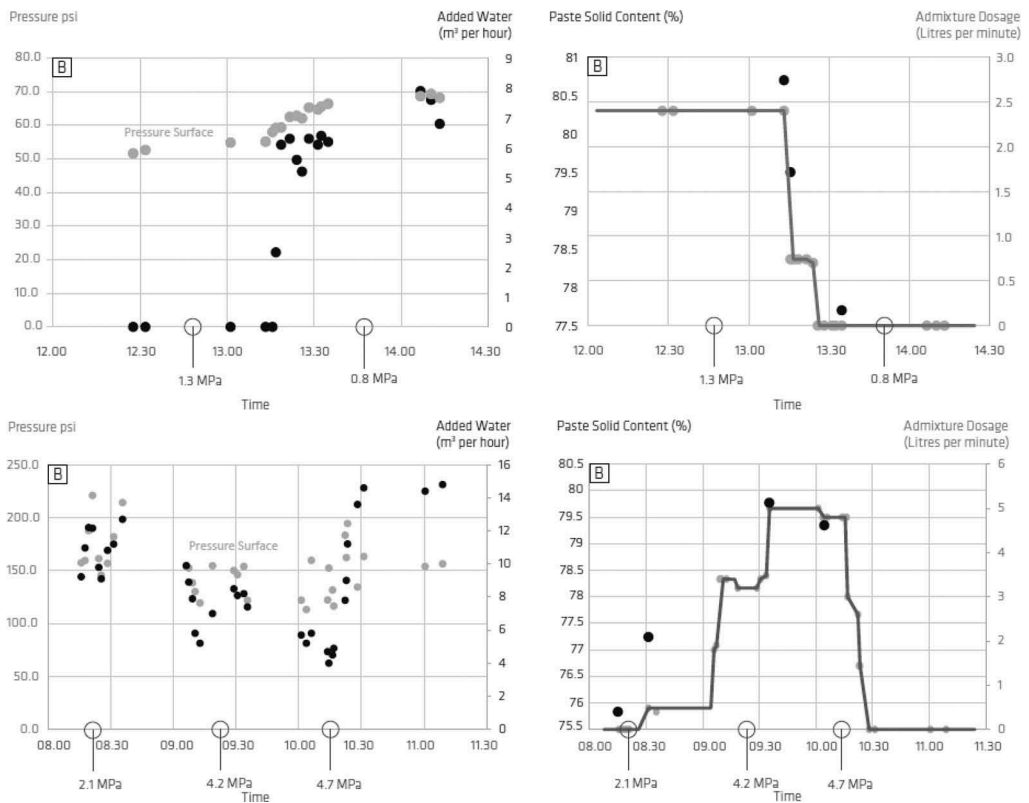 Pressure psi
Added Water
(m³ per hour)
80.0
70.0
60.0
50.0
40.0
30.0
20.0
10.0
0.0
B
Pressure Surface
9
8
7
6
5
4
3
2
1
0
12.00
12.30
13.00
13.30
14.00
14.30
1.3 MPa
0.8 MPa
Time
Paste Solid Content (%)
Admixture Dosage
(Litres per minute)
81
80.5
80
79.5
79
78.5
78
77.5
B
3.0
2.5
2.0
1.5
1.0
0.5
0
12.00
12.30
13.00
13.30
14.00
14.30
1.3 MPa
0.8 MPa
Time
Pressure psi
Added Water
(m³ per hour)
250.0
200.0
150.0
100.0
50.0
0.0
B
Pressure Surface
16
14
12
10
8
6
4
2
0
08.00
08.30
09.00
09.30
10.00
10.30
11.00
11.30
2.1 MPa
4.2 MPa
4.7 MPa
Time
Paste Solid Content (%)
Admixture Dosage
(Litres per minute)
80.5
80
79.5
79
78.5
78
77.5
77
76.5
76
75.5
B
6
5
4
3
2
1
0
08.00
08.30
09.00
09.30
10.00
10.30
11.00
11.30
2.1 MPa
4.2 MPa
4.7 MPa
Time